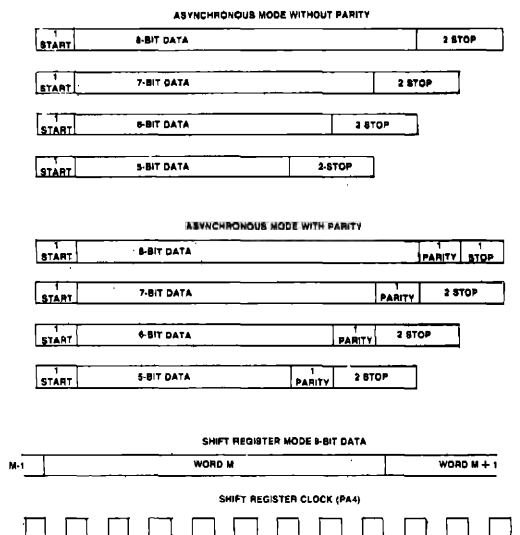 ASYNCHRONOUS MODE WITHOUT PARITY
1 START 8-BIT DATA 2 STOP
1 START 7-BIT DATA 2 STOP
1 START 6-BIT DATA 2 STOP
1 START 5-BIT DATA 2-STOP
ASYNCHRONOUS MODE WITH PARITY
1 START 8-BIT DATA 1 PARITY 1 STOP
1 START 7-BIT DATA 1 PARITY 2 STOP
1 START 6-BIT DATA 1 PARITY 2 STOP
1 START 5-BIT DATA 1 PARITY 2 STOP
SHIFT REGISTER MODE 8-BIT DATA
M-1 WORD M WORD M + 1
SHIFT REGISTER CLOCK (PA4)